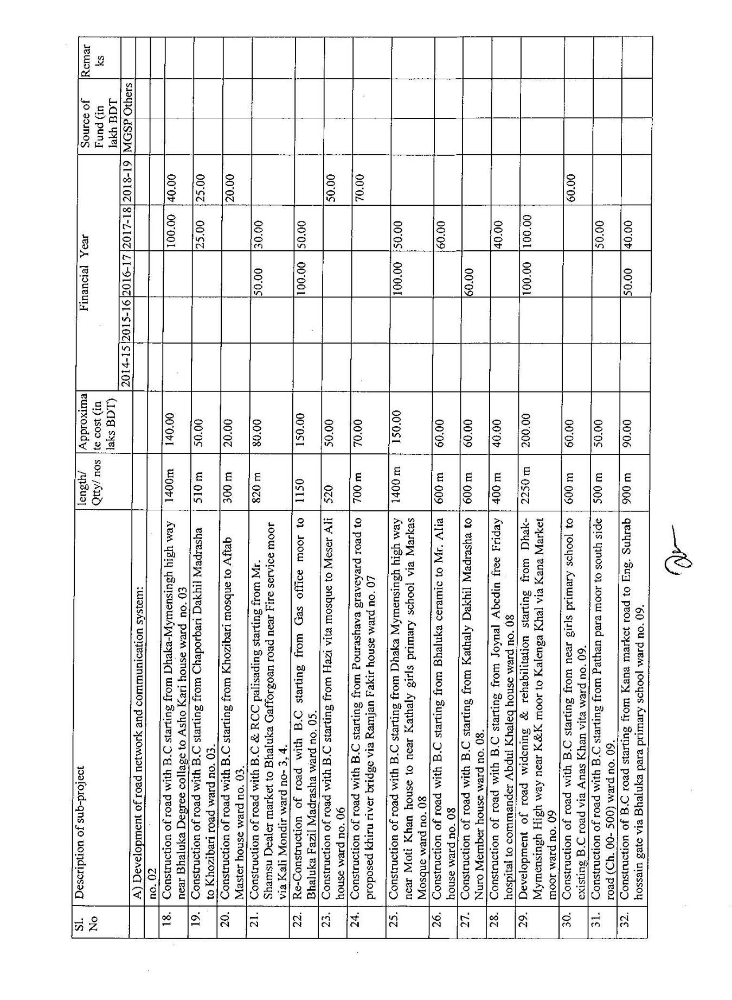 Sl. Description of sub-project length/ Approxima Financial Year Source of Remar
No Qtty/ nos te cost (in Fund (in ks
laks BDT) lakh BDT
2014-15 2015-16 2016-17 2017-18 2018-19 MGSP Others
A) Development of road network and communication system:
no. 02
18. Construction of road with B.C starting from Dhaka-Mymensingh high way 1400m 140.00 100.00 40.00
near Bhaluka Degree collage to Asho Kari house ward no. 03
19. Construction of road with B.C starting from Chaporbari Dakhil Madrasha 510 m 50.00 25.00 25.00
to Khozibari road ward no. 03.
20. Construction of road with B.C starting from Khozibari mosque to Aftab 300 m 20.00 20.00
Master house ward no. 03.
21. Construction of road with B.C & RCC palisading starting from Mr. 820 m 80.00 50.00 30.00
Shamsu Dealer market to Bhaluka Gafforgoan road near Fire service moor
via Kali Mondir ward no- 3, 4.
22. Re-Construction of road with B.C starting from Gas office moor to 1150 150.00 100.00 50.00
Bhaluka Fazil Madrasha ward no. 05.
23. Construction of road with B.C starting from Hazi vita mosque to Meser Ali 520 50.00 50.00
house ward no. 06
24. Construction of road with B.C starting from Pourashava graveyard road to 700 m 70.00 70.00
proposed khiru river bridge via Ramjan Fakir house ward no. 07
25. Construction of road with B.C starting from Dhaka Mymensingh high way 1400 m 150.00 100.00 50.00
near Moti Khan house to near Kathaly girls primary school via Markas
Mosque ward no. 08
26. Construction of road with B.C starting from Bhaluka ceramic to Mr. Alia 600 m 60.00 60.00
house ward no. 08
27. Construction of road with B.C starting from Kathaly Dakhil Madrasha to 600 m 60.00 60.00
Nuro Member house ward no. 08.
28. Construction of road with B.C starting from Joynal Abedin free Friday 400 m 40.00 40.00
hospital to commander Abdul Khaleq house ward no. 08
29. Development of road widening & rehabilitation starting from Dhak- 2250 m 200.00 100.00 100.00
Mymensingh High way near K&K moor to Kalenga Khal via Kana Market
moor ward no. 09
30. Construction of road with B.C starting from near girls primary school to 600 m 60.00 60.00
existing B.C road via Anas Khan vita ward no. 09.
31. Construction of road with B.C starting from Pathan para moor to south side 500 m 50.00 50.00
road (Ch. 00- 500) ward no. 09.
32. Construction of B.C road starting from Kana market road to Eng. Suhrab 900 m 90.00 50.00 40.00
hossain gate via Bhaluka para primary school ward no. 09.